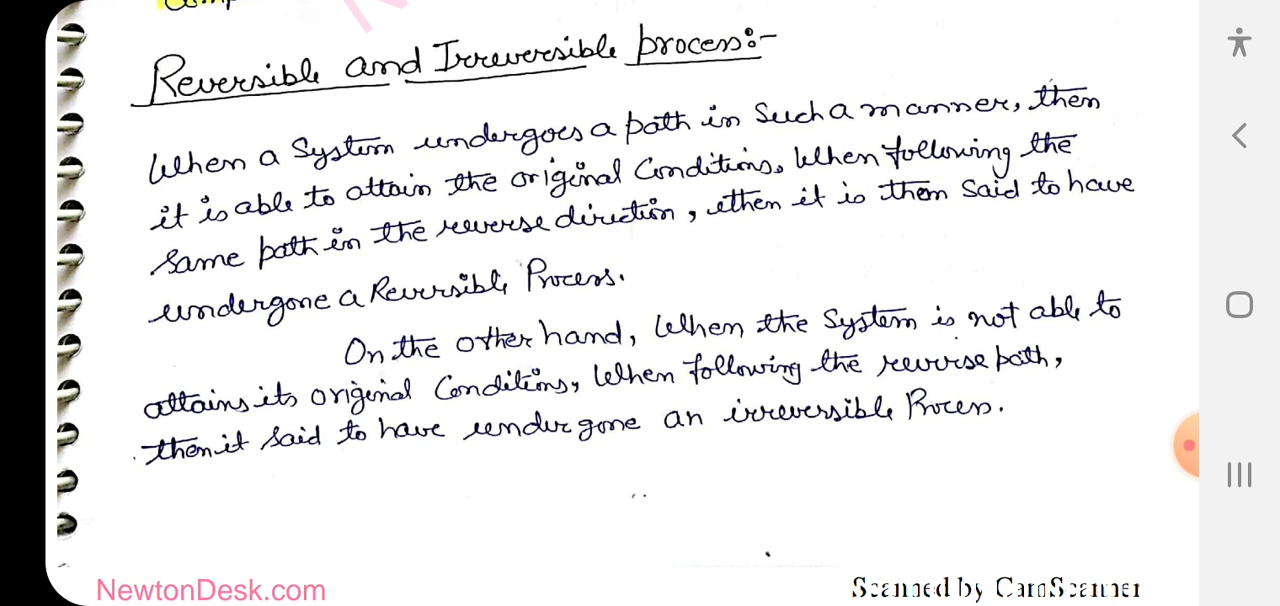 Reversible and Irreversible process:-
When a System undergoes a path in Such a manner, then
it is able to attain the original Conditions, When following the
same path in the reverse direction, then it is then said to have
undergone a Reversible Process.
On the other hand, When the System is not able to
attains its original Conditions, When following the reverse path,
then it said to have undergone an irreversible Process.
NewtonDesk.com
Scanned by CamScanner